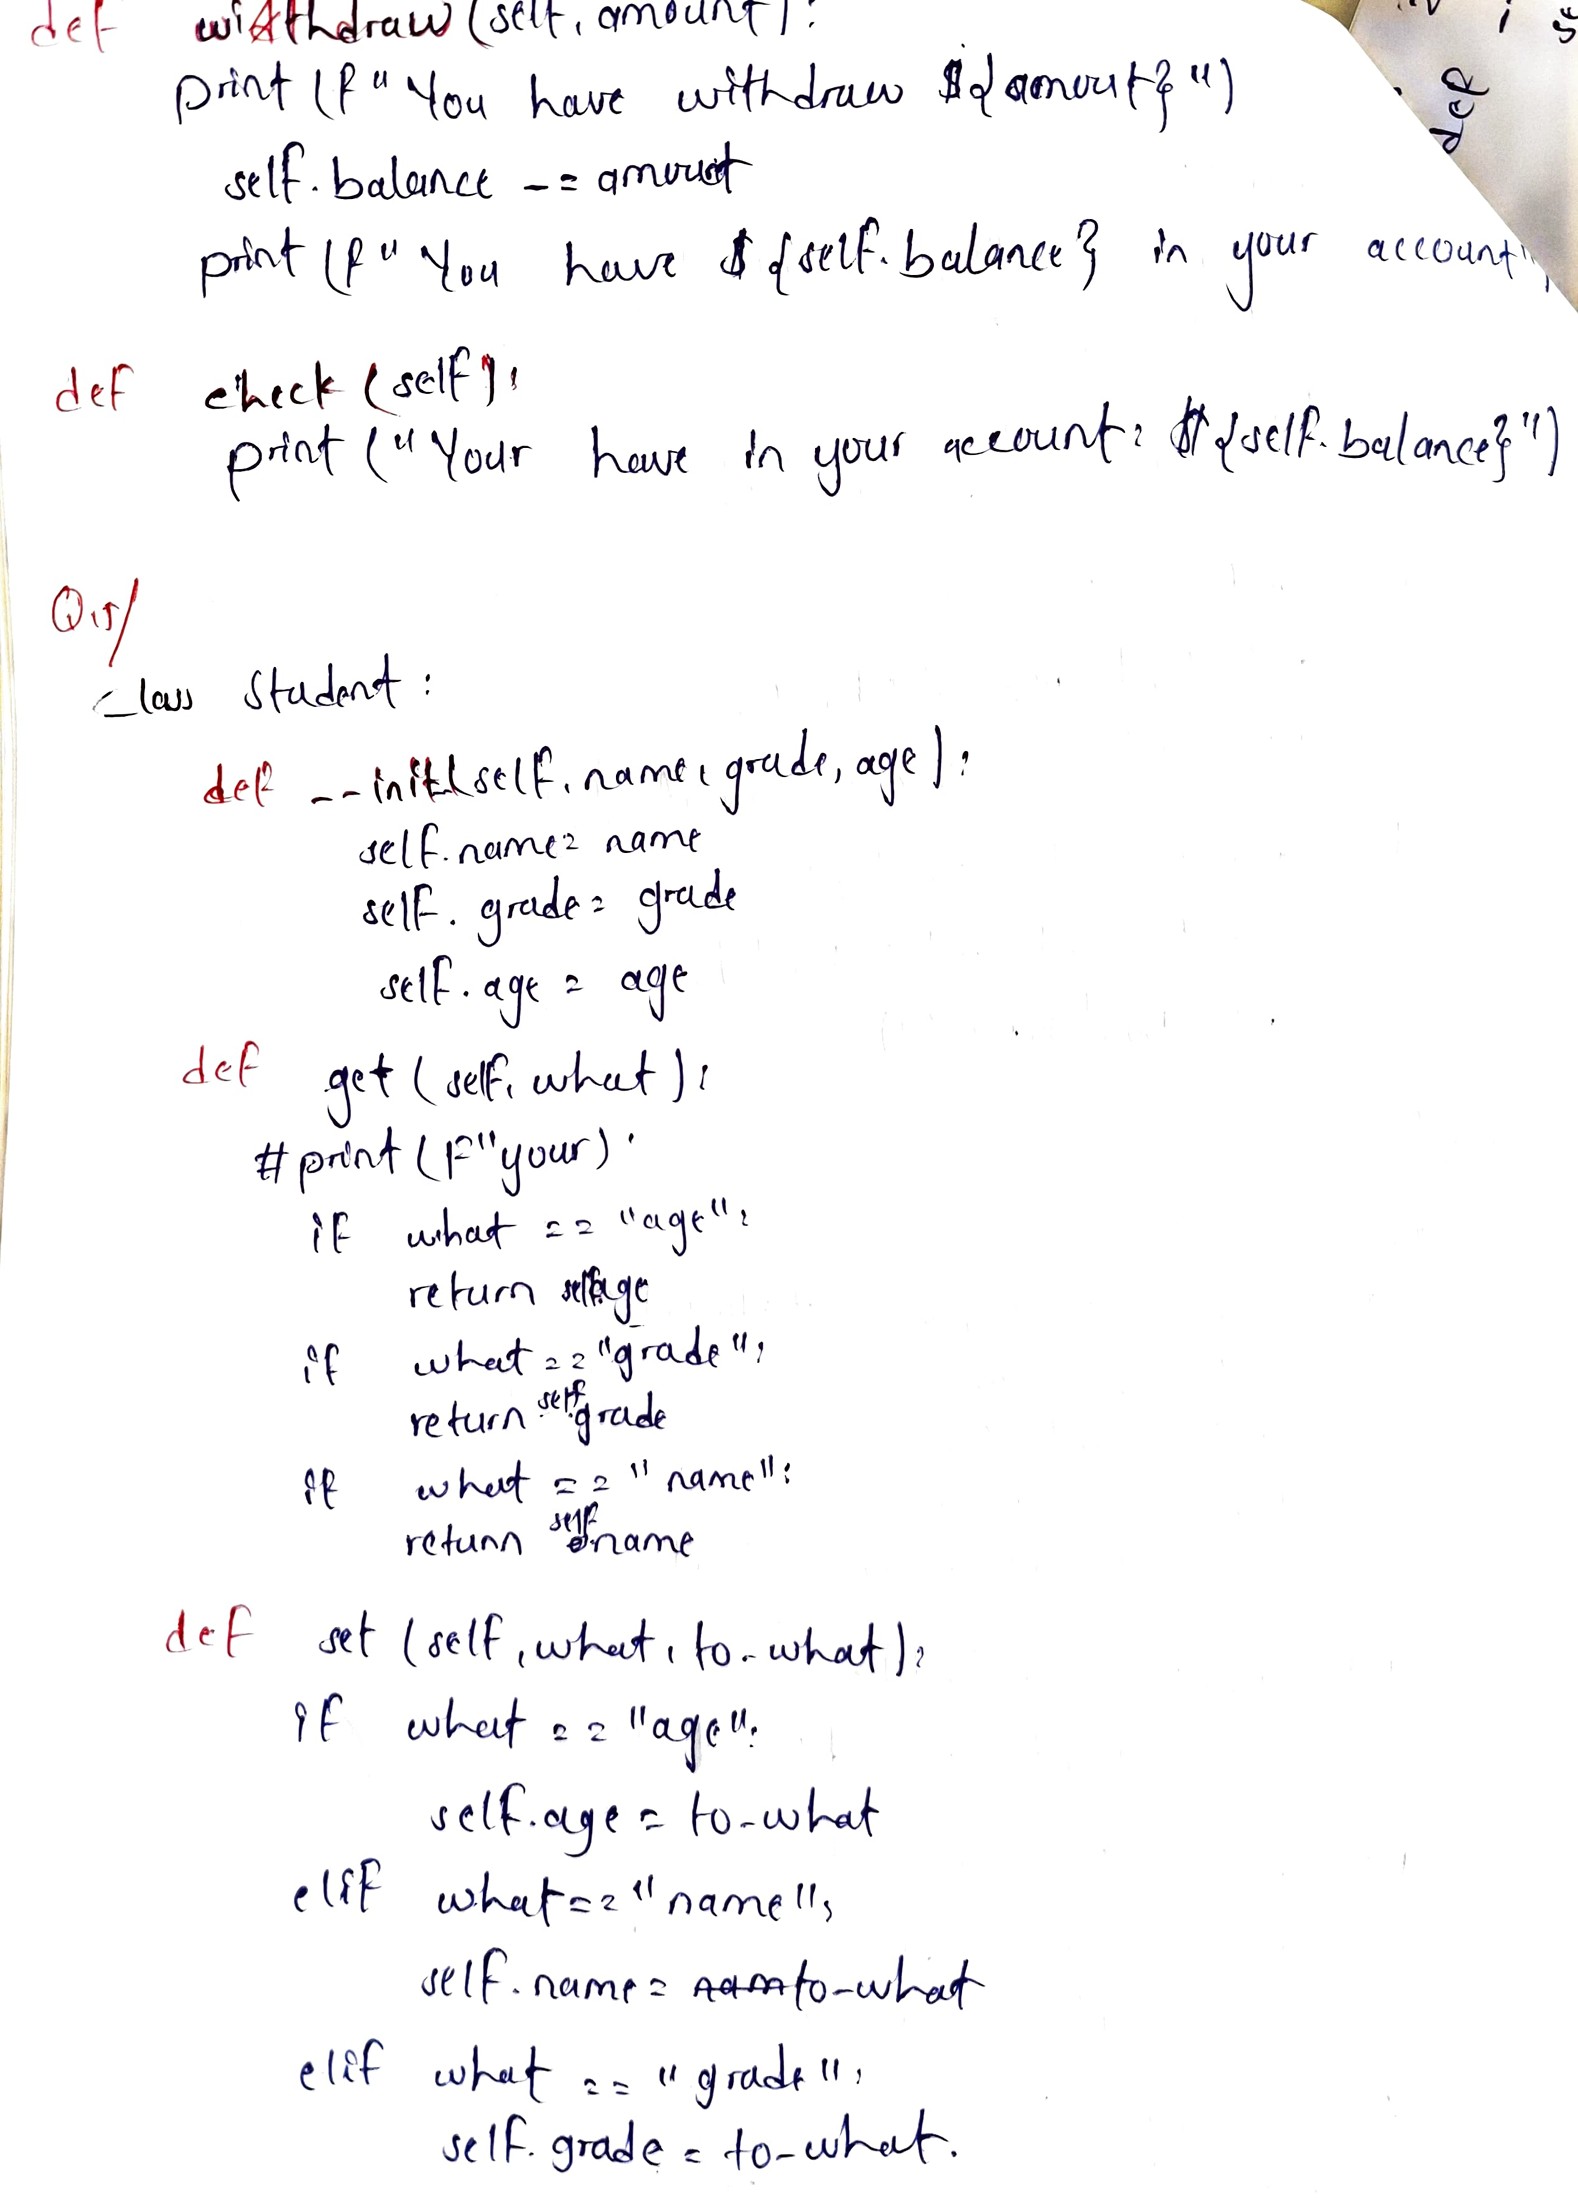 def withdraw(self, amount):
print (f" You have withdraw ${amout}")
self.balance -= amount
print (f" You have ${self.balance} in your account")
def check (self):
print (" Your have in your account: ${self.balance}")
Q15/
class Student:
def __init(self, name, grade, age):
self.name = name
self.grade = grade
self.age = age
def get (self, what):
# print (F"your)
if what == "age":
return self.age
if what == "grade":
return self.grade
if what == "name":
return self.name
def set (self, what, to-what):
if what == "age":
self.age = to-what
elif what == "name":
self.name = to-what
elif what == "grade":
self.grade = to-what.
def